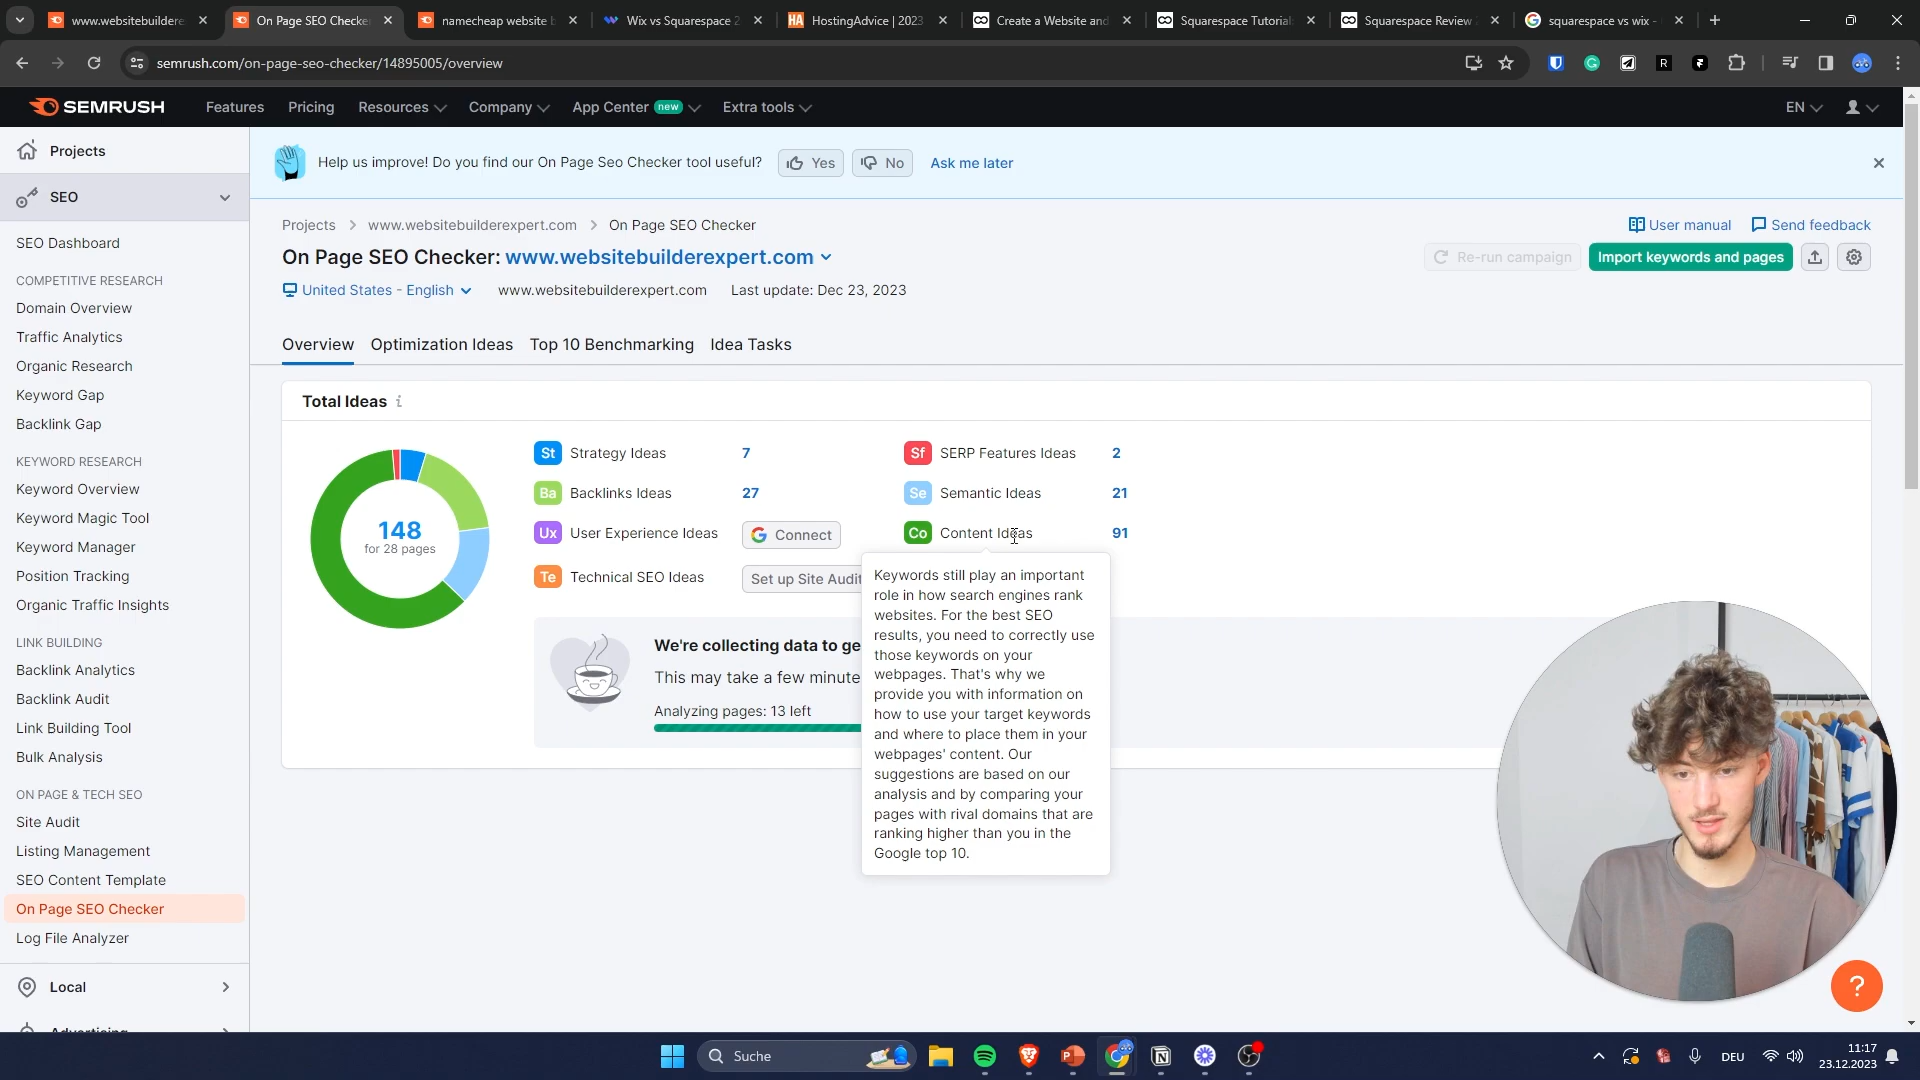 www.websitebuilderex
On Page SEO Checke
namecheap website b
Wix vs Squarespace 2
HA
HostingAdvice | 2023
Create a Website and
Squarespace Tutorial
Squarespace Review
squarespace vs wix -
semrush.com/on-page-seo-checker/14895005/overview
SEMRUSH
Features
Pricing
Resources
Company
App Center new
Extra tools
EN
Projects
SEO
SEO Dashboard
COMPETITIVE RESEARCH
Domain Overview
Traffic Analytics
Organic Research
Keyword Gap
Backlink Gap
KEYWORD RESEARCH
Keyword Overview
Keyword Magic Tool
Keyword Manager
Position Tracking
Organic Traffic Insights
LINK BUILDING
Backlink Analytics
Backlink Audit
Link Building Tool
Bulk Analysis
ON PAGE & TECH SEO
Site Audit
Listing Management
SEO Content Template
On Page SEO Checker
Log File Analyzer
Local
Help us improve! Do you find our On Page Seo Checker tool useful?
Yes
No
Ask me later
Projects > www.websitebuilderexpert.com > On Page SEO Checker
User manual
Send feedback
On Page SEO Checker: www.websitebuilderexpert.com
Re-run campaign
Import keywords and pages
United States - English
www.websitebuilderexpert.com
Last update: Dec 23, 2023
Overview
Optimization Ideas
Top 10 Benchmarking
Idea Tasks
Total Ideas i
148
for 28 pages
St Strategy Ideas 7
Ba Backlinks Ideas 27
Ux User Experience Ideas Connect
Te Technical SEO Ideas Set up Site Audit
Sf SERP Features Ideas 2
Se Semantic Ideas 21
Co Content Ideas 91
We're collecting data to ge
This may take a few minute
Analyzing pages: 13 left
Keywords still play an important
role in how search engines rank
websites. For the best SEO
results, you need to correctly use
those keywords on your
webpages. That's why we
provide you with information on
how to use your target keywords
and where to place them in your
webpages' content. Our
suggestions are based on our
analysis and by comparing your
pages with rival domains that are
ranking higher than you in the
Google top 10.
?
Suche
DEU
11:17
23.12.2023